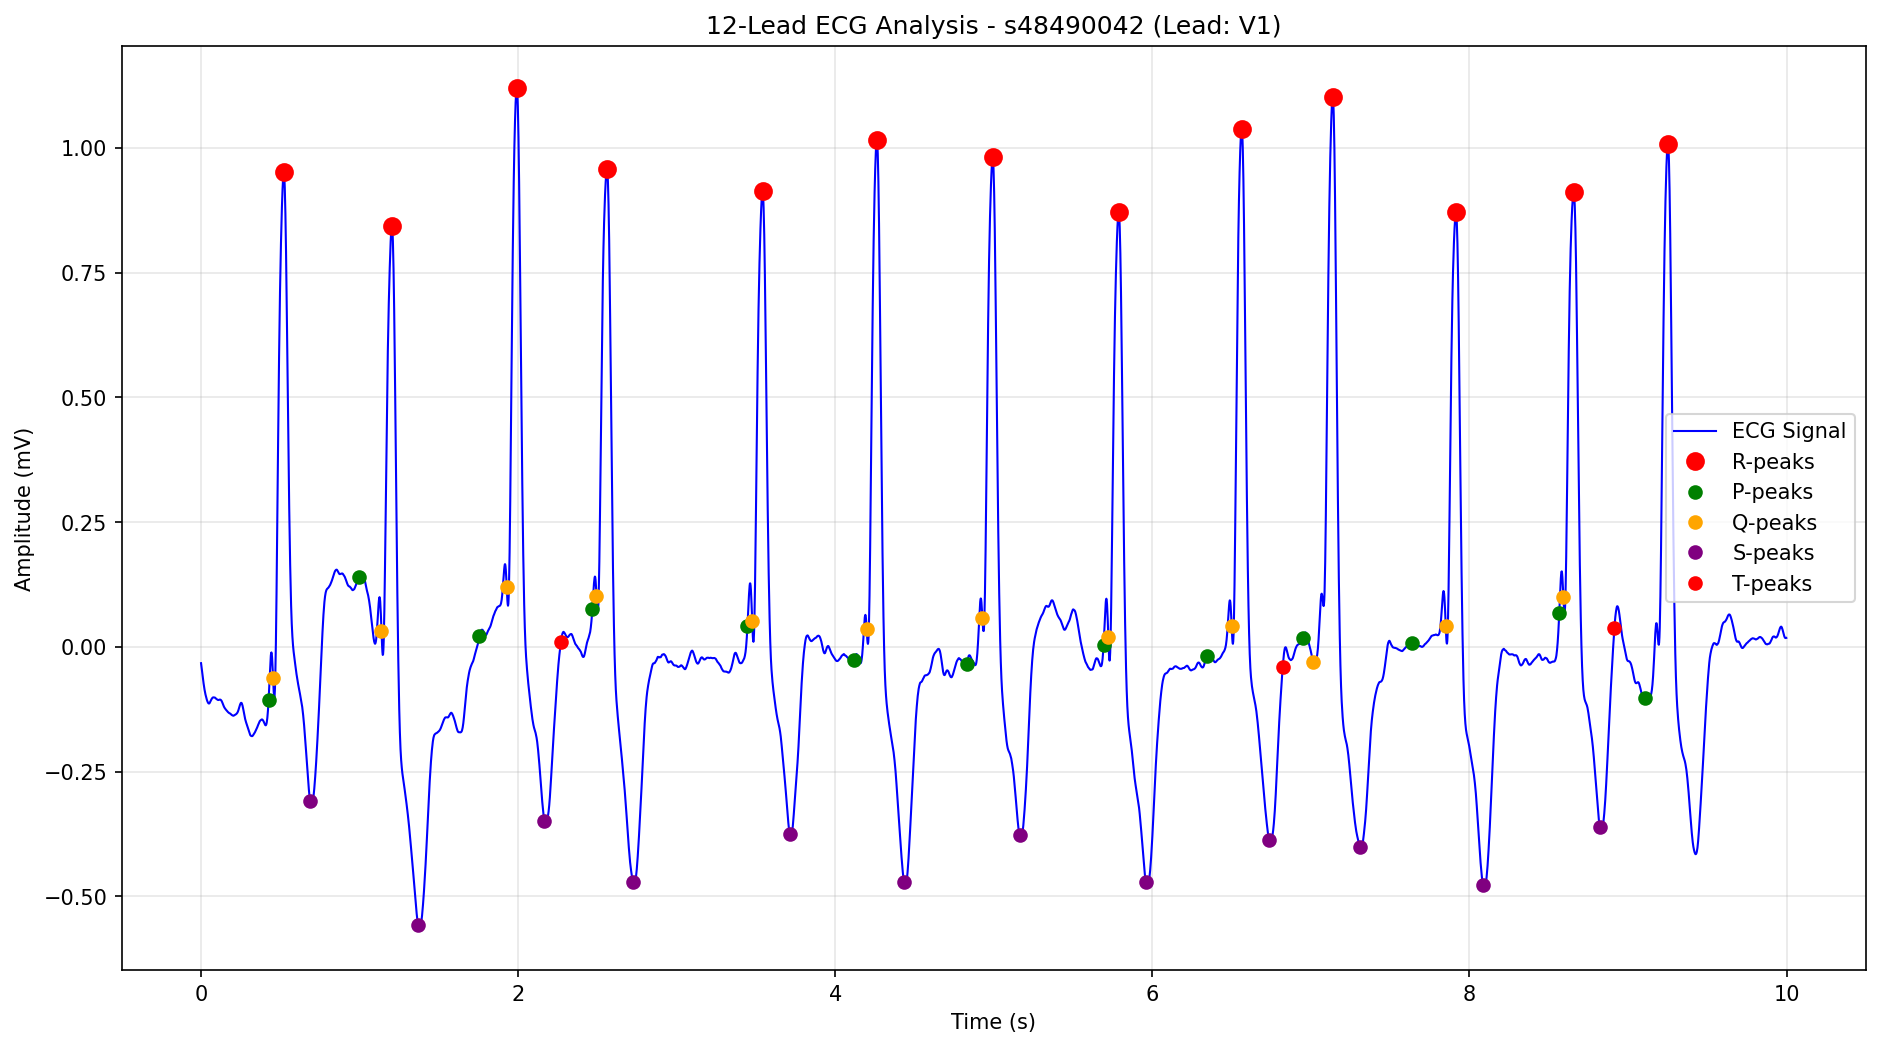 12-Lead ECG Analysis - s48490042 (Lead: V1)
Amplitude (mV)
1.00
0.75
0.50
0.25
0.00
−0.25
−0.50
ECG Signal
R-peaks
P-peaks
Q-peaks
S-peaks
T-peaks
0
2
4
6
8
10
Time (s)